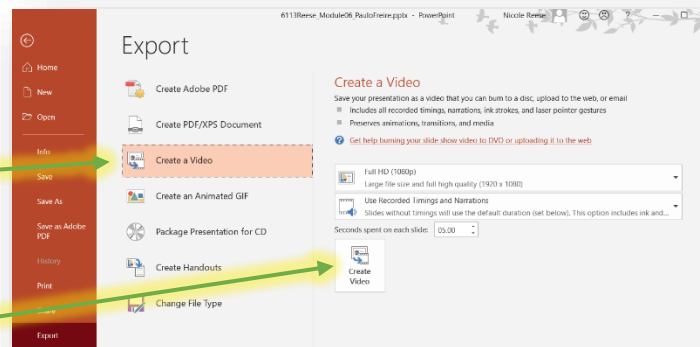 6113Reese_Module06_PauloFreire.pptx - PowerPoint
Nicole Reese
?
Export
Home
New
Open
Info
Save
Save As
Save as Adobe
PDF
History
Print
Share
Export
Create Adobe PDF
Create PDF/XPS Document
Create a Video
Create an Animated GIF
Package Presentation for CD
Create Handouts
Change File Type
Create a Video
Save your presentation as a video that you can burn to a disc, upload to the web, or email
Includes all recorded timings, narrations, ink strokes, and laser pointer gestures
Preserves animations, transitions, and media
Get help burning your slide show video to DVD or uploading it to the web
Full HD (1080p)
Large file size and full high quality (1920 x 1080)
Use Recorded Timings and Narrations
Slides without timings will use the default duration (set below). This option includes ink and...
Seconds spent on each slide: 05.00
Create
Video